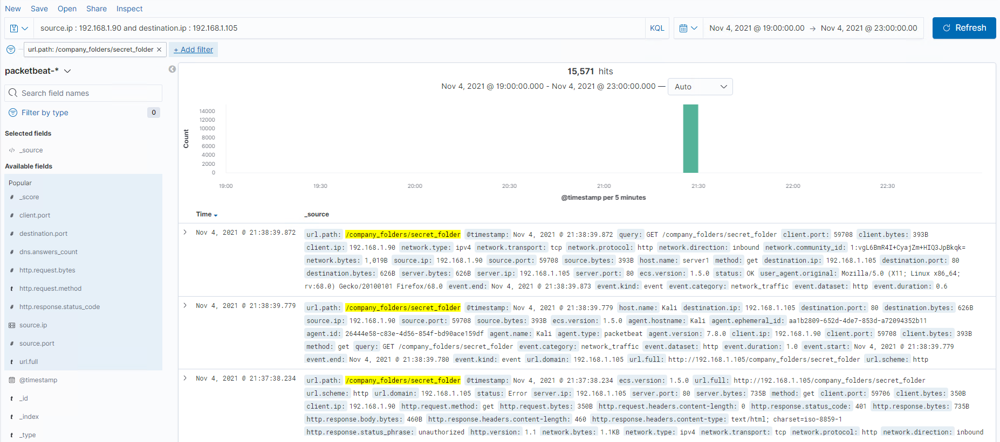 New Save Open Share Inspect
source.ip : 192.168.1.90 and destination.ip : 192.168.1.105 KQL Nov 4, 2021 @ 19:00:00.00 → Nov 4, 2021 @ 23:00:00.00 Refresh
url.path: /company_folders/secret_folder × + Add filter
packetbeat-*
Search field names
Filter by type 0
Selected fields
_source
Available fields
Popular
# _score
# client.port
# destination.port
# dns.answers_count
# http.request.bytes
t http.request.method
# http.response.status_code
source.ip
# source.port
t url.full
@timestamp
t _id
t _index
t _type
15,571 hits
Nov 4, 2021 @ 19:00:00.000 - Nov 4, 2021 @ 23:00:00.000 — Auto
Count
14000
12000
10000
8000
6000
4000
2000
0
19:00 19:30 20:00 20:30 21:00 21:30 22:00 22:30
@timestamp per 5 minutes
Time _source
Nov 4, 2021 @ 21:38:39.872 url.path: /company_folders/secret_folder @timestamp: Nov 4, 2021 @ 21:38:39.872 query: GET /company_folders/secret_folder client.port: 59708 client.bytes: 393B
client.ip: 192.168.1.90 network.type: ipv4 network.transport: tcp network.protocol: http network.direction: inbound network.community_id: 1:vgL6BmR4I+CyajZm+HIQ3JpBkqk=
network.bytes: 1,019B source.ip: 192.168.1.90 source.port: 59708 source.bytes: 393B host.name: server1 method: get destination.ip: 192.168.1.105 destination.port: 80
destination.bytes: 626B server.bytes: 626B server.ip: 192.168.1.105 server.port: 80 ecs.version: 1.5.0 status: OK user_agent.original: Mozilla/5.0 (X11; Linux x86_64;
rv:68.0) Gecko/20100101 Firefox/68.0 event.end: Nov 4, 2021 @ 21:38:39.873 event.kind: event event.category: network_traffic event.dataset: http event.duration: 0.6
Nov 4, 2021 @ 21:38:39.779 url.path: /company_folders/secret_folder @timestamp: Nov 4, 2021 @ 21:38:39.779 host.name: Kali destination.ip: 192.168.1.105 destination.port: 80 destination.bytes: 626B
source.ip: 192.168.1.90 source.port: 59708 source.bytes: 393B ecs.version: 1.5.0 agent.hostname: Kali agent.ephemeral_id: aa1b2809-652d-4de7-853d-a72094352b11
agent.id: 26444e58-c83e-4d56-854f-bd90ace159df agent.name: Kali agent.type: packetbeat agent.version: 7.8.0 client.ip: 192.168.1.90 client.port: 59708 client.bytes: 393B
method: get query: GET /company_folders/secret_folder event.category: network_traffic event.dataset: http event.duration: 1.0 event.start: Nov 4, 2021 @ 21:38:39.779
event.end: Nov 4, 2021 @ 21:38:39.780 event.kind: event url.domain: 192.168.1.105 url.full: http://192.168.1.105/company_folders/secret_folder url.scheme: http
Nov 4, 2021 @ 21:37:38.234 url.path: /company_folders/secret_folder @timestamp: Nov 4, 2021 @ 21:37:38.234 ecs.version: 1.5.0 url.full: http://192.168.1.105/company_folders/secret_folder
url.scheme: http url.domain: 192.168.1.105 status: Error server.ip: 192.168.1.105 server.port: 80 server.bytes: 735B method: get client.port: 59706 client.bytes: 350B
client.ip: 192.168.1.90 http.request.method: get http.request.bytes: 350B http.request.headers.content-length: 0 http.response.status_code: 401 http.response.bytes: 735B
http.response.body.bytes: 460B http.response.headers.content-length: 460 http.response.headers.content-type: text/html; charset=iso-8859-1
http.response.status_phrase: unauthorized http.version: 1.1 network.bytes: 1.1KB network.type: ipv4 network.transport: tcp network.protocol: http network.direction: inbound